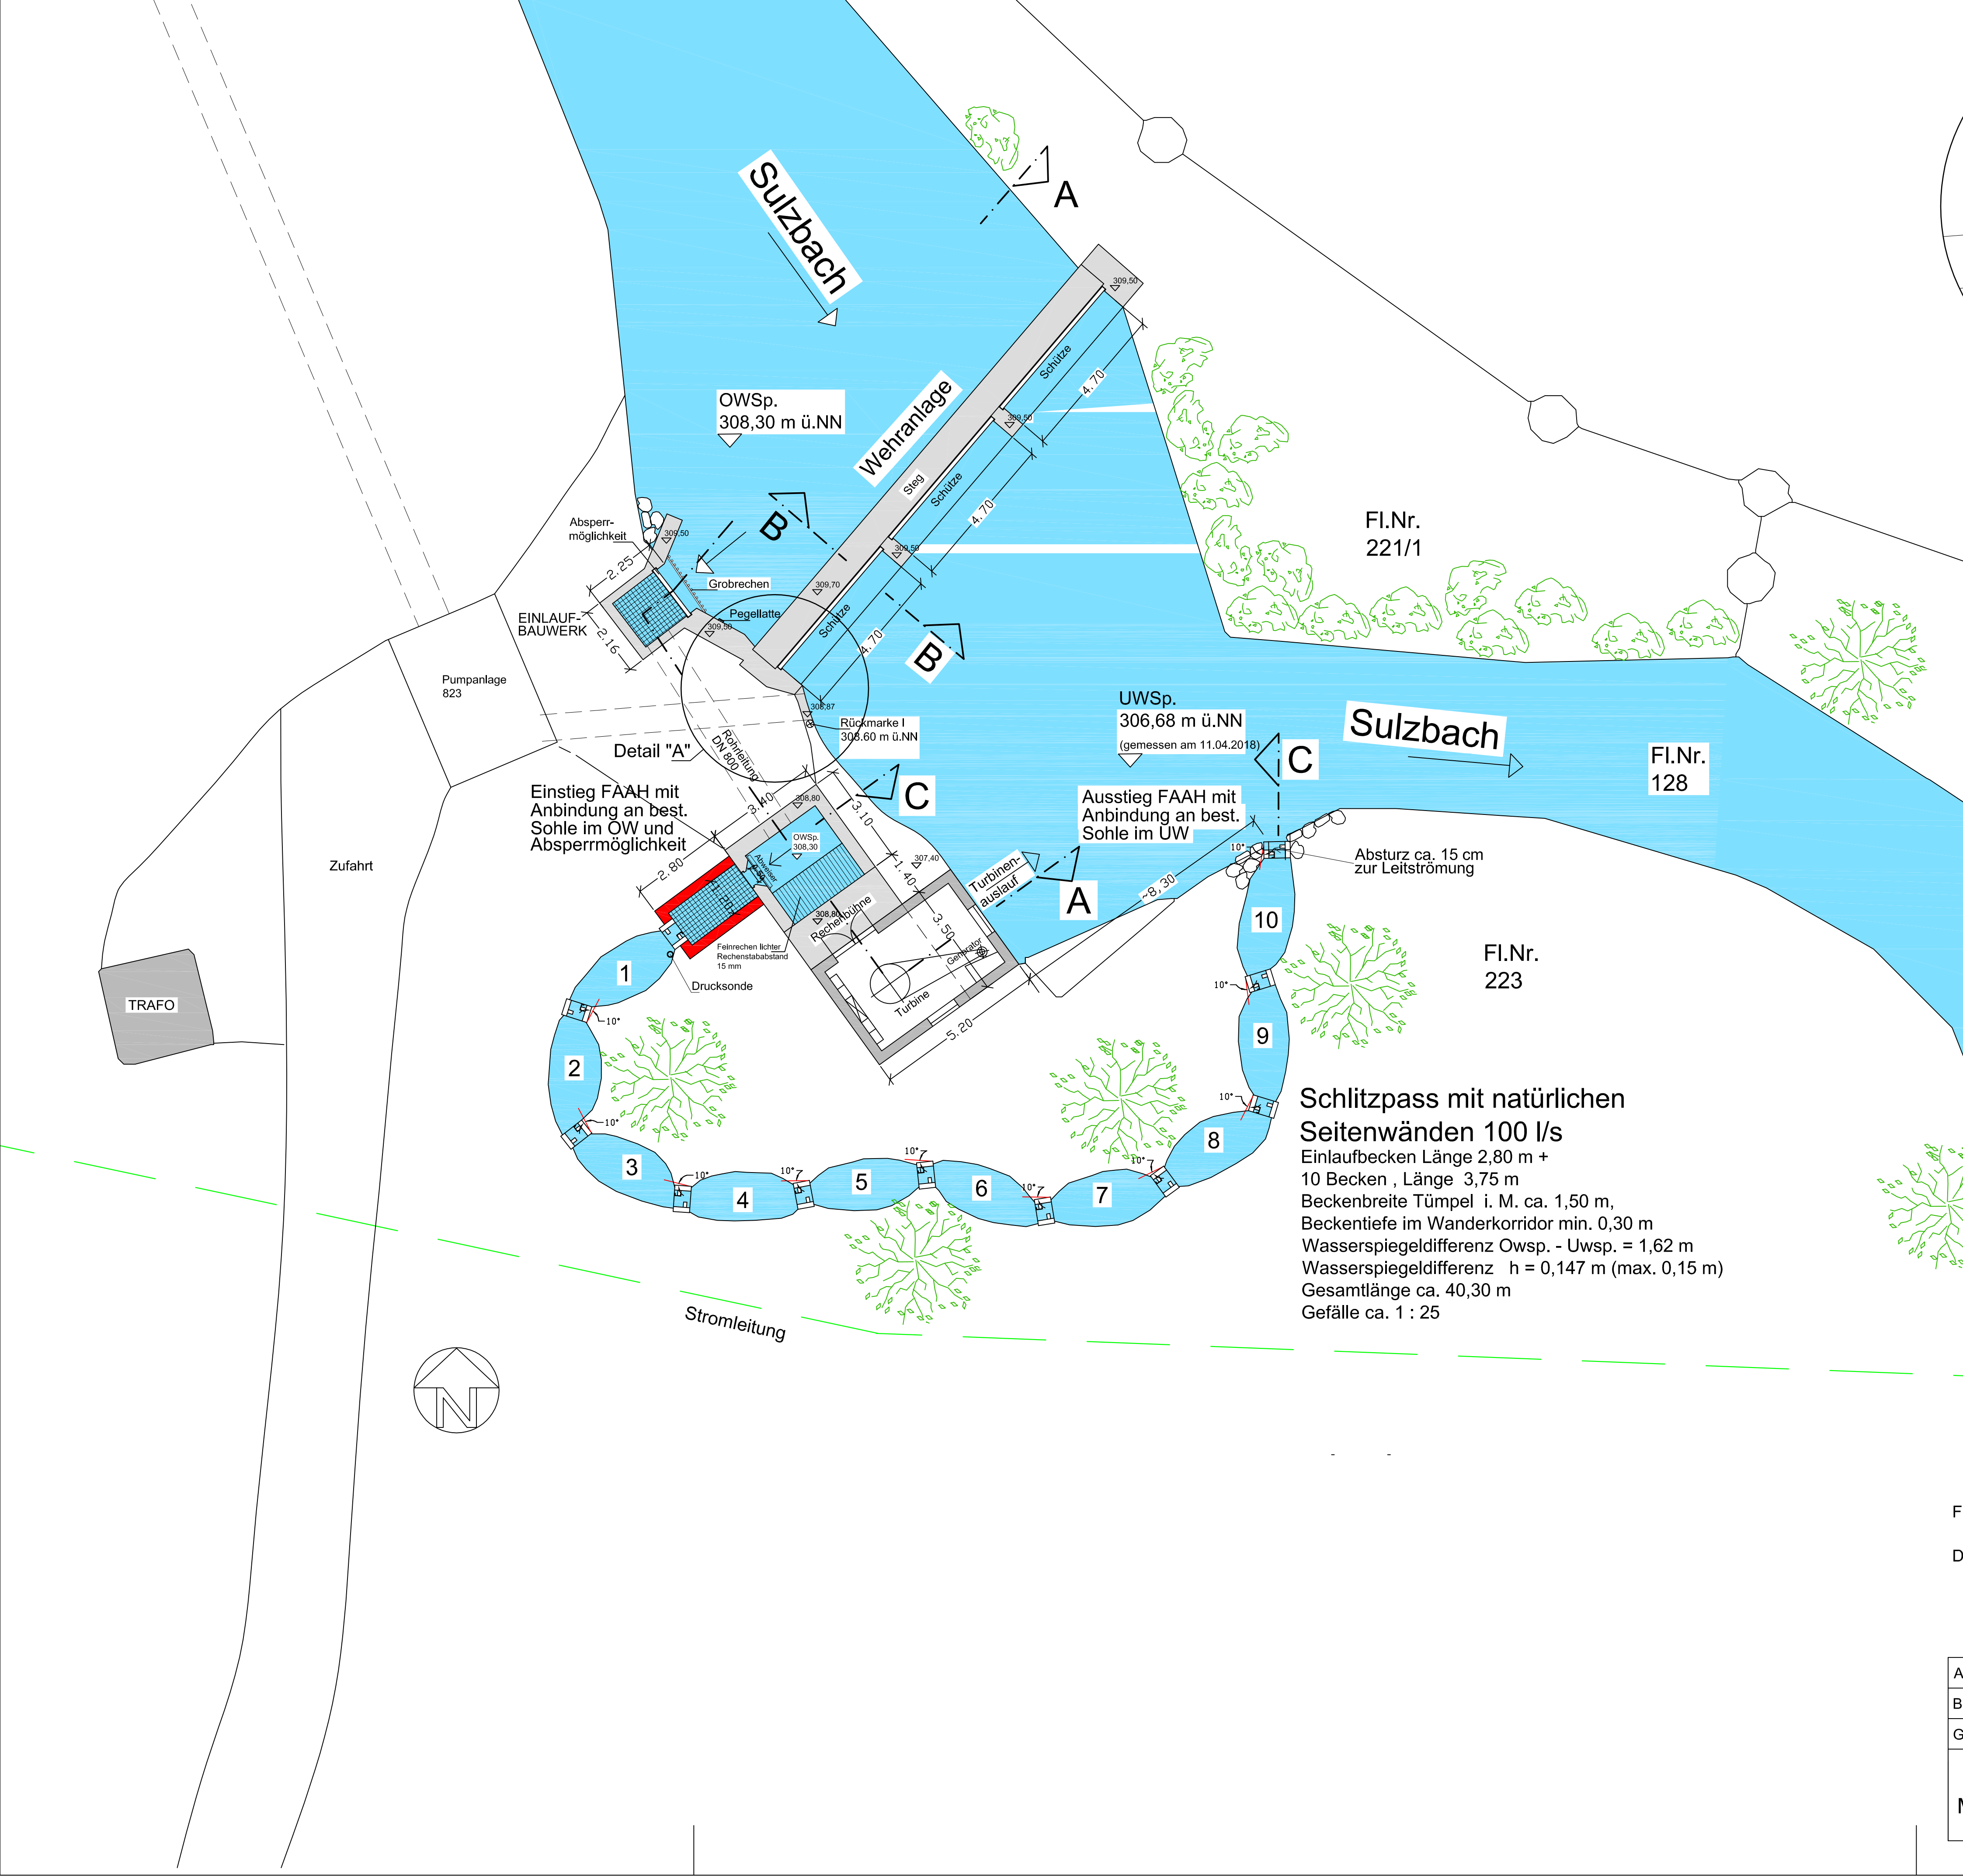 Sulzbach
A
309,50
Schütze
4.70
OWSp.
308,30 m ü.NN
Wehranlage
309,50
Steg
Schütze
4.70
B
Absperr-
möglichkeit
309,50
2.25
Grobrechen
Pegellatte
309,50
309,70
309,50
Schütze
4.70
B
EINLAUF-
BAUWERK
2.16
Fl.Nr.
221/1
Pumpanlage
823
UWSp.
306,68 m ü.NN
(gemessen am 11.04.2018)
Sulzbach
C
Fl.Nr.
128
308,87
Rückmarke I
308.60 m ü.NN
Detail "A"
Rohrleitung
DN 800
Einstieg FAAH mit
Anbindung an best.
Sohle im OW und
Absperrmöglichkeit
3.40
308,80
C
3.10
OWSp.
308,30
Abweiser
2.80
1.20
307,40
1.40
Ausstieg FAAH mit
Anbindung an best.
Sohle im UW
Turbinen-
auslauf
A
~8,30
10°
Absturz ca. 15 cm
zur Leitströmung
Zufahrt
308,80
Rechenbühne
3.50
Generator
Turbine
5.20
Feinrechen lichter
Rechenstababstand
15 mm
Drucksonde
TRAFO
Fl.Nr.
223
1
10°
2
10°
3
10°
4
10°
5
10°
6
10°
7
10°
8
10°
9
10°
10
Schlitzpass mit natürlichen
Seitenwänden 100 l/s
Einlaufbecken Länge 2,80 m +
10 Becken , Länge 3,75 m
Beckenbreite Tümpel i. M. ca. 1,50 m,
Beckentiefe im Wanderkorridor min. 0,30 m
Wasserspiegeldifferenz Owsp. - Uwsp. = 1,62 m
Wasserspiegeldifferenz h = 0,147 m (max. 0,15 m)
Gesamtlänge ca. 40,30 m
Gefälle ca. 1 : 25
Stromleitung
N
F
D
A
B
G